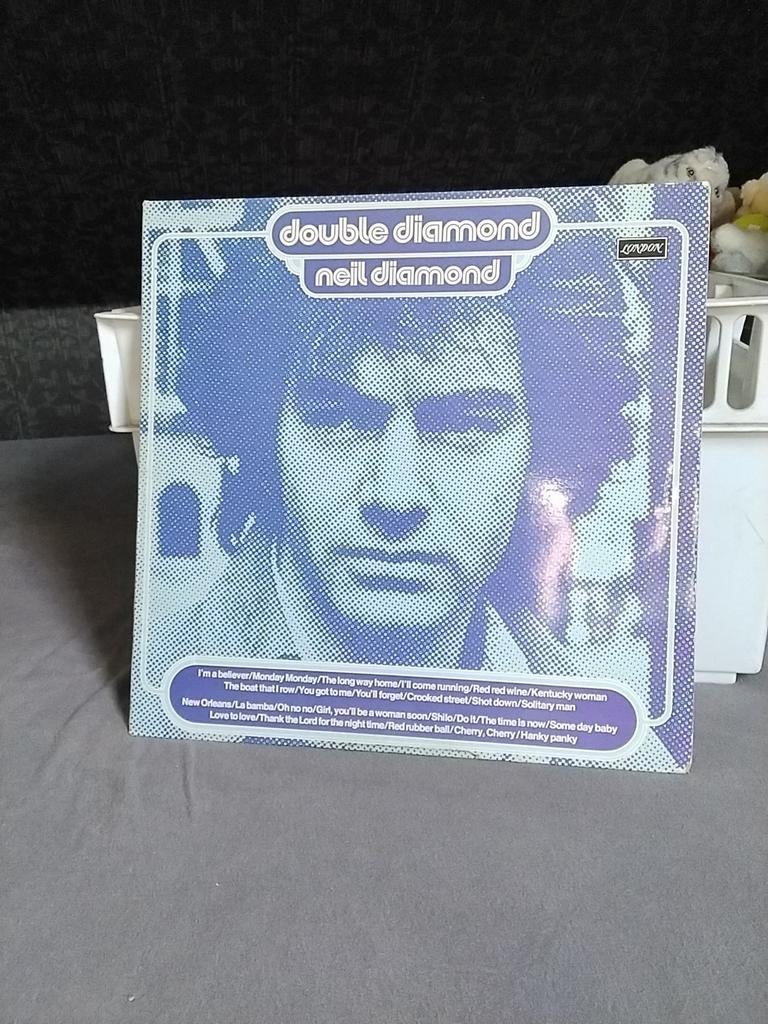 double diamond
neil diamond
LONDON
I'm a believer/Monday Monday/The long way home/I'll come running/Red red wine/Kentucky woman
The boat that I row/You got to me/You'll forget/Crooked street/Shot down/Solitary man
New Orleans/La bamba/Oh no no/Girl, you'll be a woman soon/Shilo/Do it/The time is now/Some day baby
Love to love/Thank the Lord for the night time/Red rubber ball/Cherry, Cherry/Hanky panky